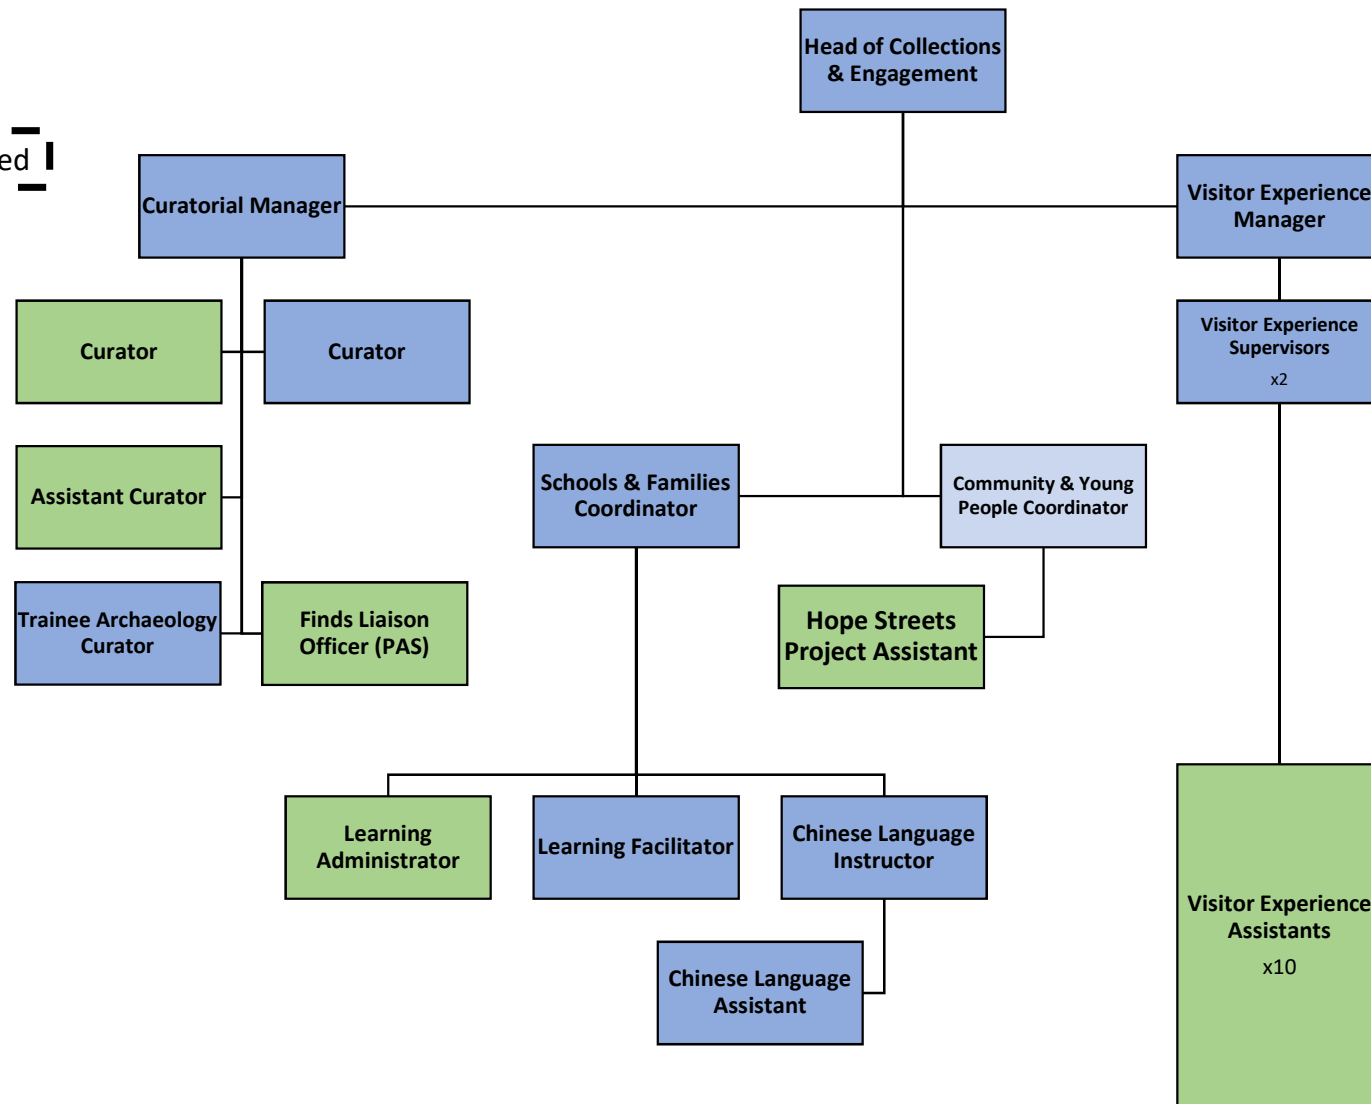 Head of Collections
& Engagement
ed
Curatorial Manager
Visitor Experience
Manager
Curator
Curator
Visitor Experience
Supervisors
x2
Assistant Curator
Schools & Families
Coordinator
Community & Young
People Coordinator
Trainee Archaeology
Curator
Finds Liaison
Officer (PAS)
Hope Streets
Project Assistant
Learning
Administrator
Learning Facilitator
Chinese Language
Instructor
Visitor Experience
Assistants
x10
Chinese Language
Assistant